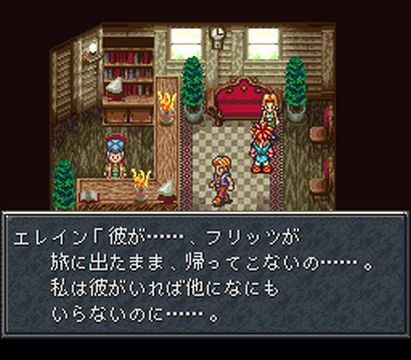 エレイン「彼が……、フリッツが
旅に出たまま、帰ってこないの……。
私は彼がいれば他になにも
いらないのに……。